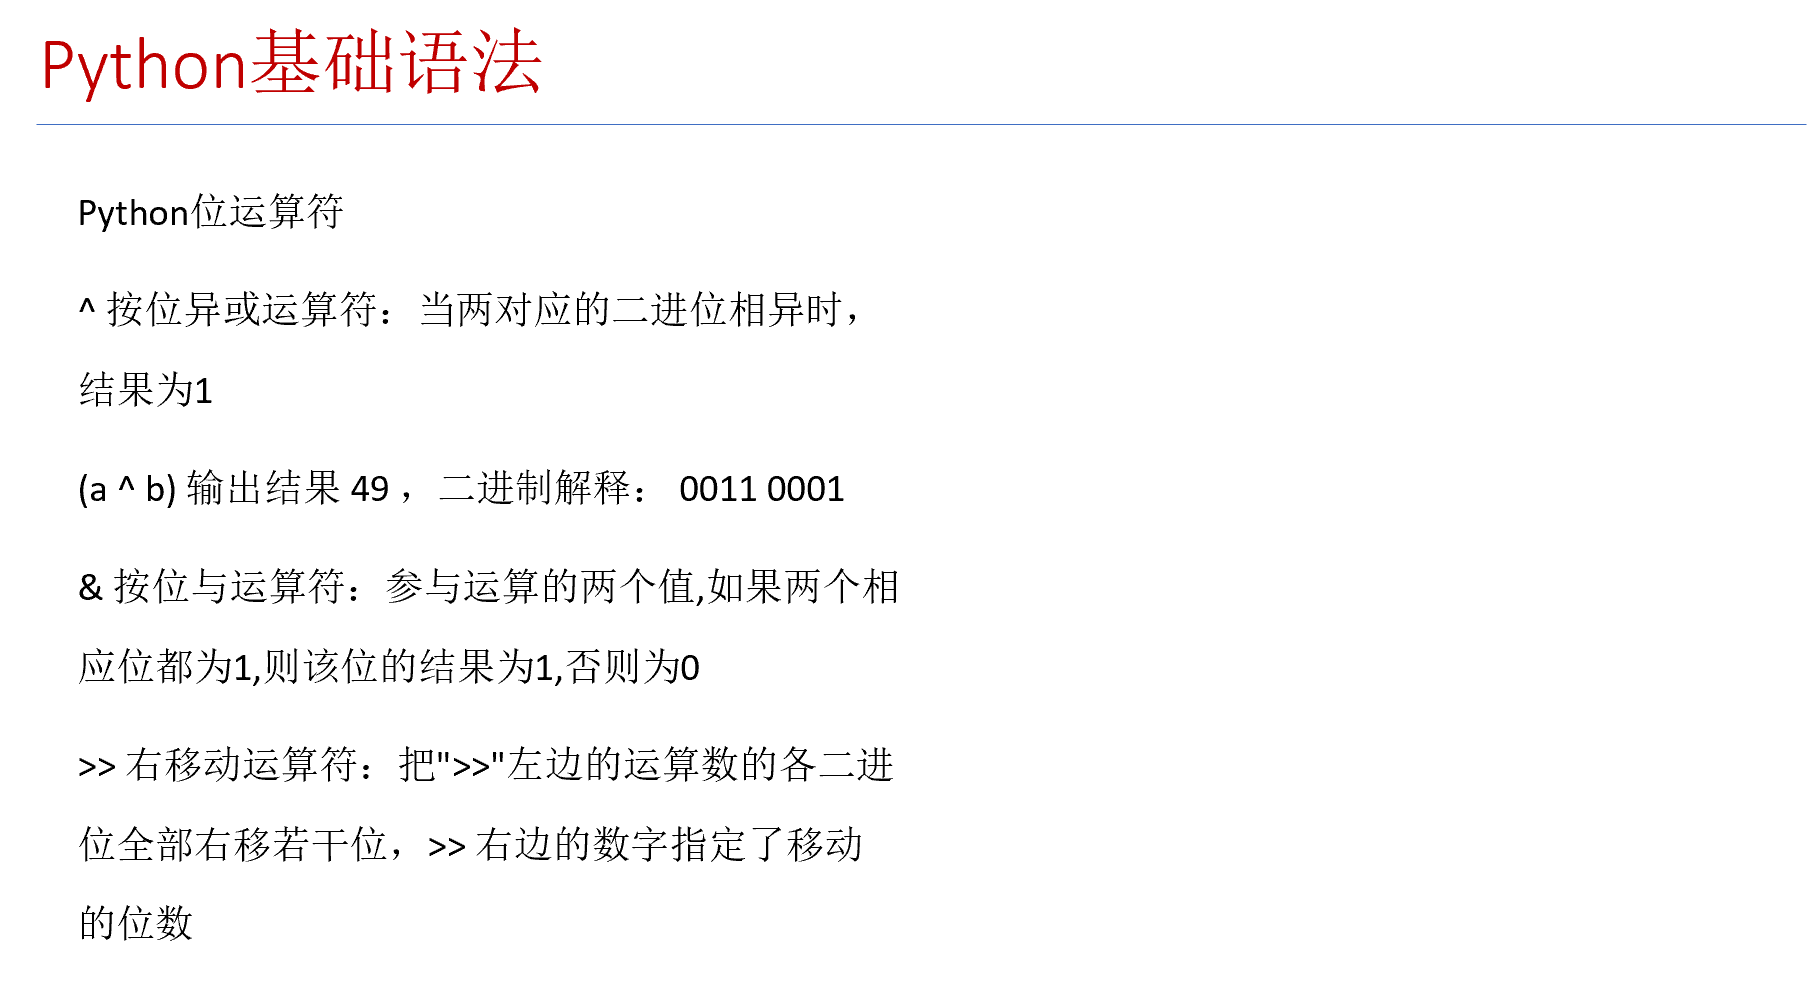 Python基础语法
Python位运算符
^ 按位异或运算符：当两对应的二进位相异时，
结果为1
(a ^ b) 输出结果 49 ，二进制解释： 0011 0001
& 按位与运算符：参与运算的两个值,如果两个相
应位都为1,则该位的结果为1,否则为0
>> 右移动运算符：把">>"左边的运算数的各二进
位全部右移若干位，>> 右边的数字指定了移动
的位数